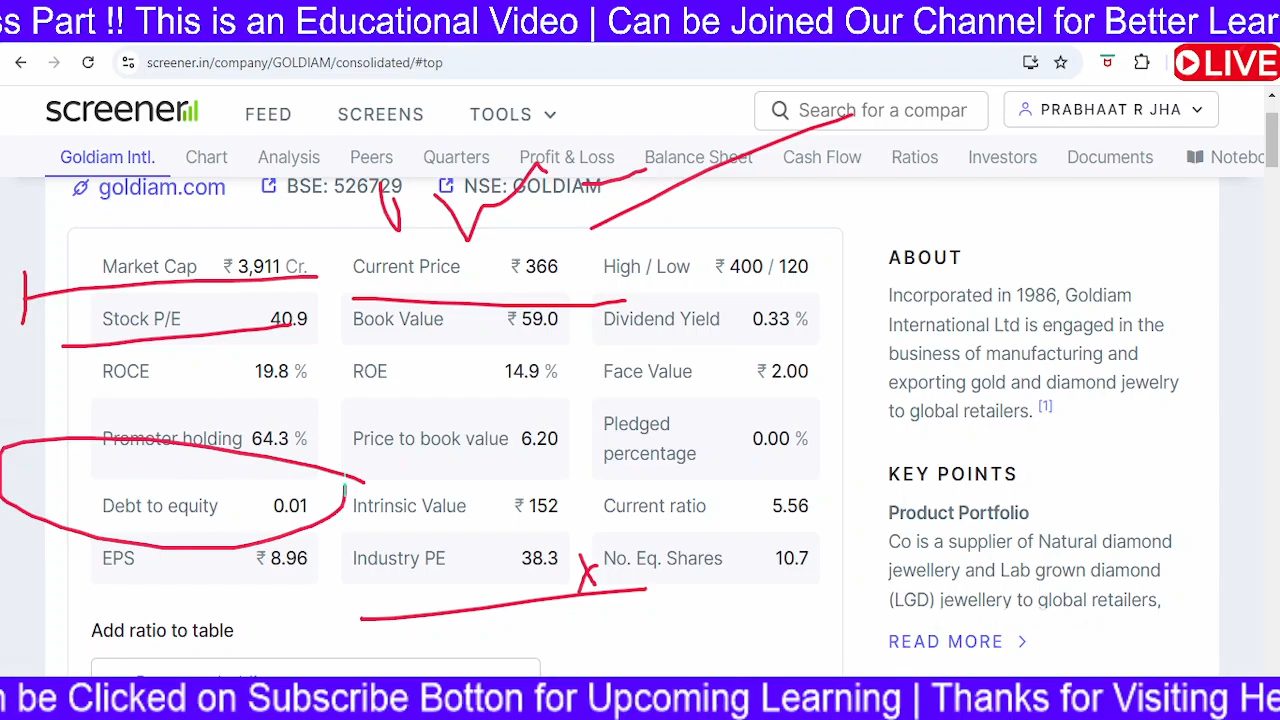 ss Part !! This is an Educational Video | Can be Joined Our Channel for Better Lear
screener.in/company/GOLDIAM/consolidated/#top
LIVE
screener FEED SCREENS TOOLS Search for a compar PRABHAAT R JHA
Goldiam Intl. Chart Analysis Peers Quarters Profit & Loss Balance Sheet Cash Flow Ratios Investors Documents Notebo
goldiam.com BSE: 526729 NSE: GOLDIAM
Market Cap ₹ 3,911 Cr. Current Price ₹ 366 High / Low ₹ 400 / 120
Stock P/E 40.9 Book Value ₹ 59.0 Dividend Yield 0.33 %
ROCE 19.8 % ROE 14.9 % Face Value ₹ 2.00
Promoter holding 64.3 % Price to book value 6.20 Pledged percentage 0.00 %
Debt to equity 0.01 Intrinsic Value ₹ 152 Current ratio 5.56
EPS ₹ 8.96 Industry PE 38.3 No. Eq. Shares 10.7
Add ratio to table
ABOUT
Incorporated in 1986, Goldiam
International Ltd is engaged in the
business of manufacturing and
exporting gold and diamond jewelry
to global retailers. [1]
KEY POINTS
Product Portfolio
Co is a supplier of Natural diamond
jewellery and Lab grown diamond
(LGD) jewellery to global retailers,
READ MORE
n be Clicked on Subscribe Botton for Upcoming Learning | Thanks for Visiting He